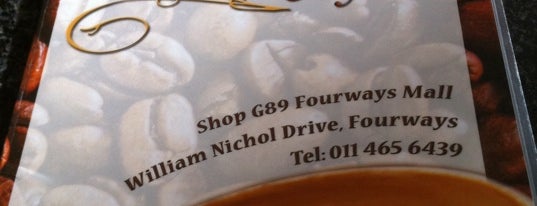 Shop G89 Fourways Mall
William Nichol Drive, Fourways
Tel: 011 465 6439